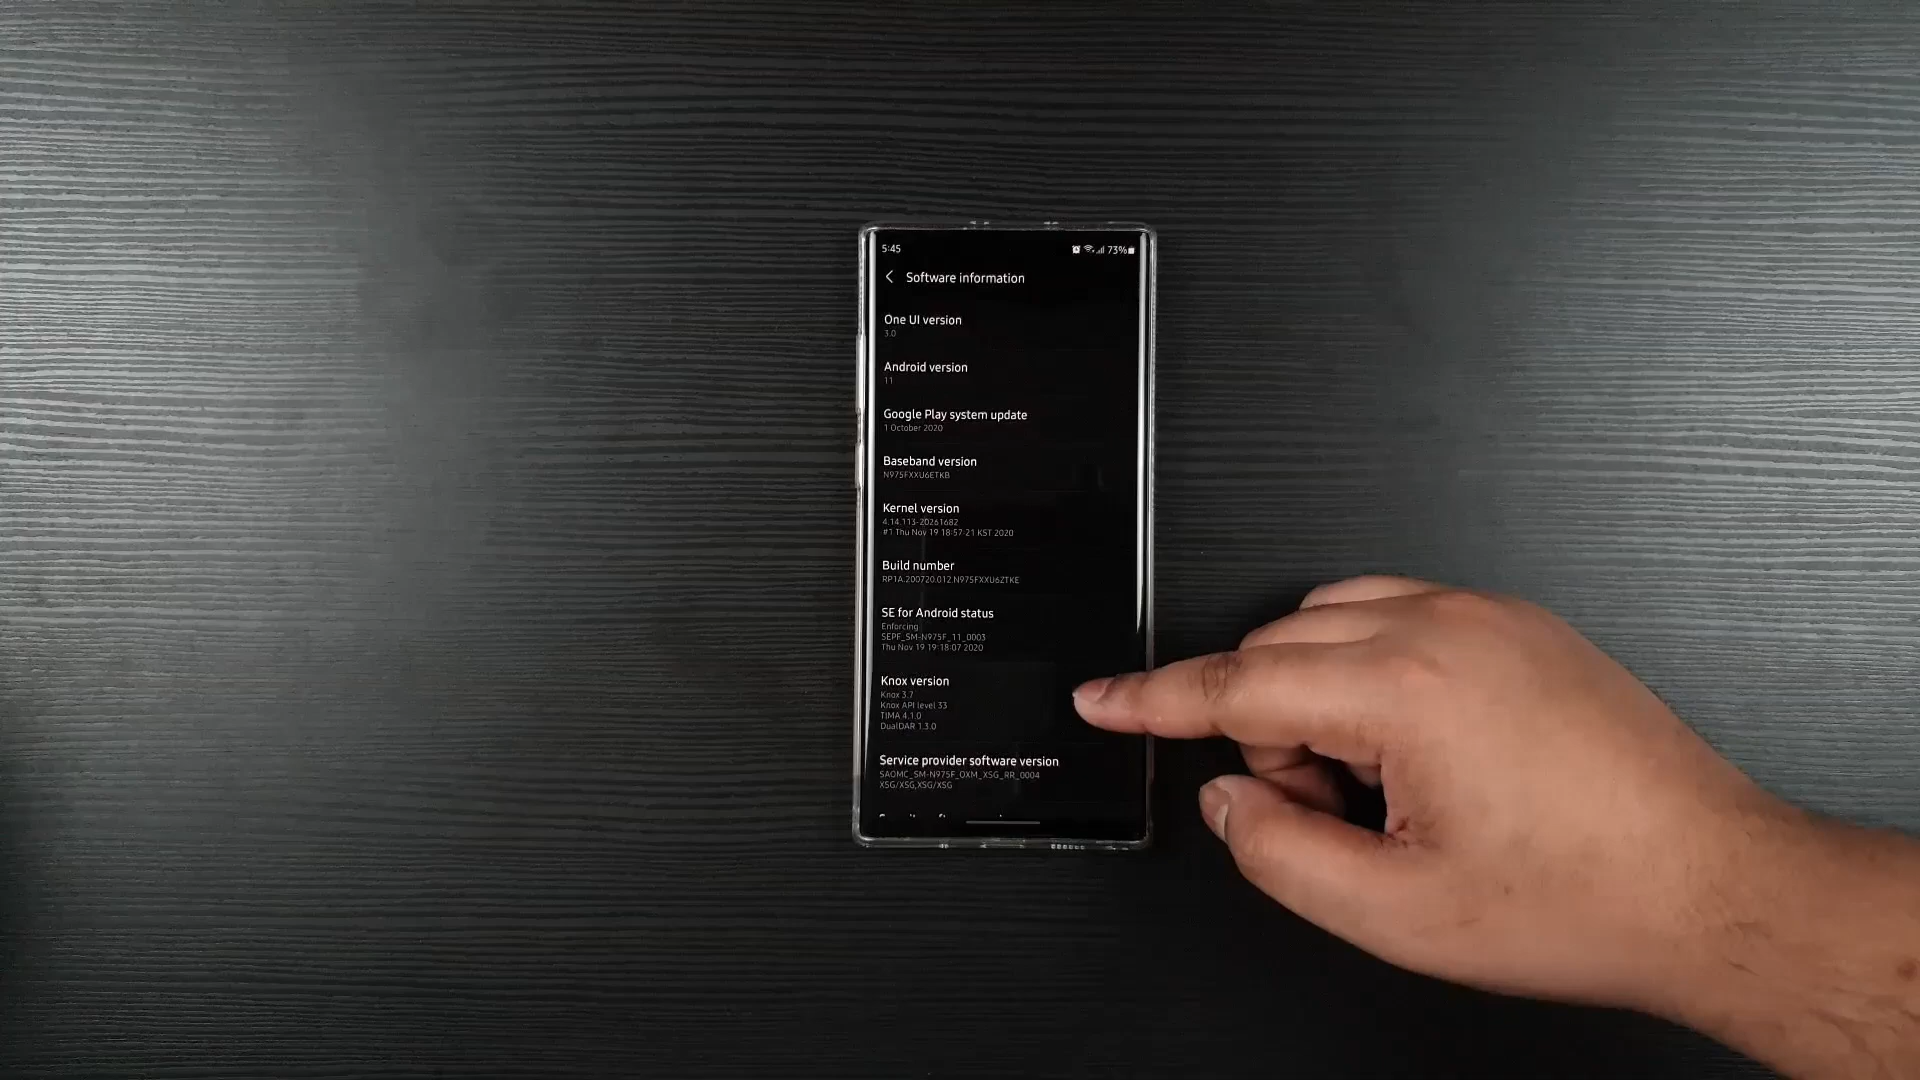 5:45
73%
Software information
One UI version
3.0
Android version
11
Google Play system update
1 October 2020
Baseband version
N975FXXU6ETKB
Kernel version
4.14.113-20261682
#1 Thu Nov 19 18:57:21 KST 2020
Build number
RP1A.200720.012.N975FXXU6ZTKE
SE for Android status
Enforcing
SEPF_SM-N975F_11_0003
Thu Nov 19 19:18:07 2020
Knox version
Knox 3.7
Knox API level 33
TIMA 4.1.0
DualDAR 1.3.0
Service provider software version
SAOMC_SM-N975F_OXM_XSG_RR_0004
XSG/XSG,XSG/XSG